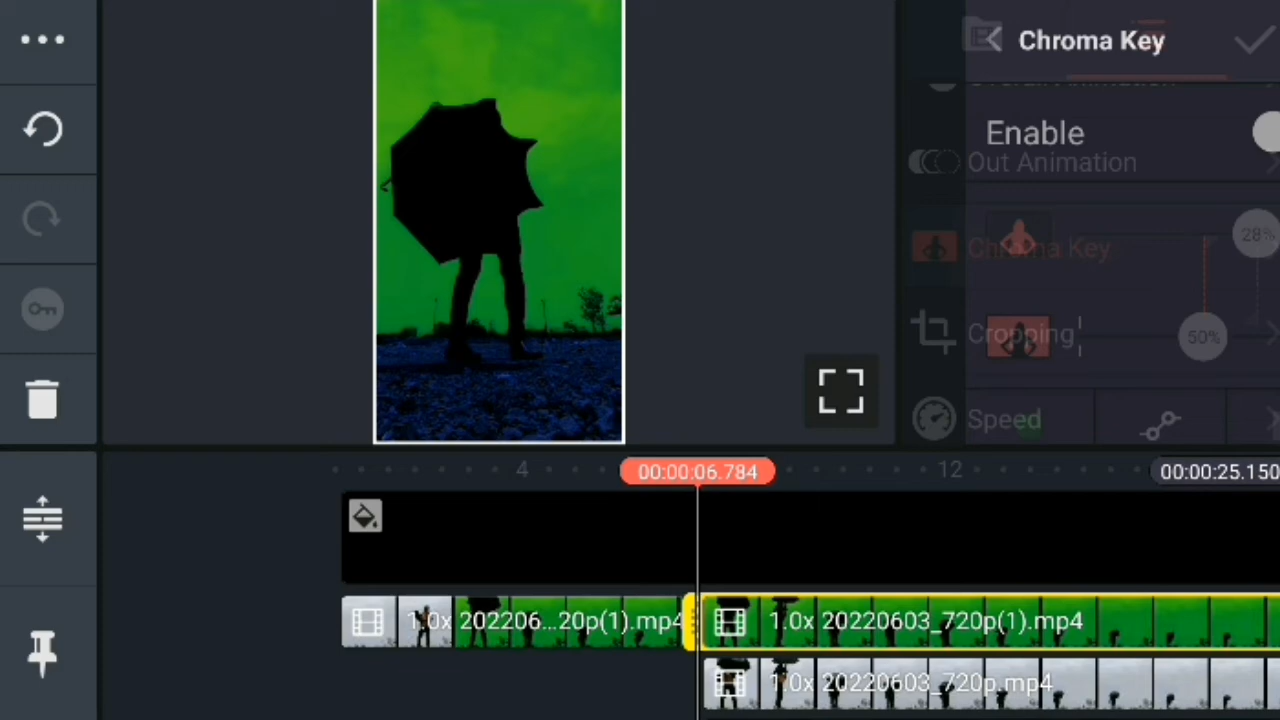 Chroma Key
Enable
Out Animation
28%
Chroma Key
Cropping
50%
Speed
4
00:00:06.784
12
00:00:25.150
1.0x 202206...20p(1).mp4
1.0x 20220603_720p(1).mp4
1.0x 20220603_720p.mp4